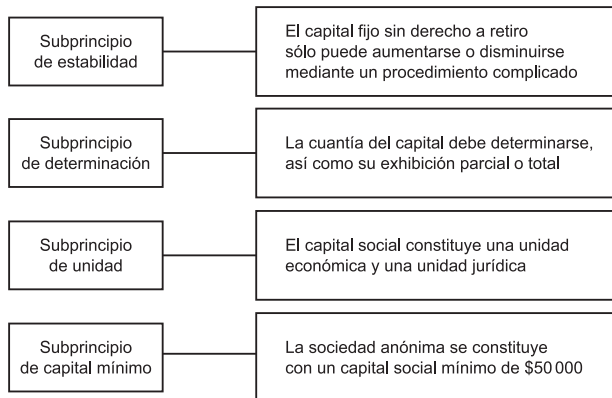 Subprincipio
de estabilidad
El capital fijo sin derecho a retiro
sólo puede aumentarse o disminuirse
mediante un procedimiento complicado
Subprincipio
de determinación
La cuantía del capital debe determinarse,
así como su exhibición parcial o total
Subprincipio
de unidad
El capital social constituye una unidad
económica y una unidad jurídica
Subprincipio
de capital mínimo
La sociedad anónima se constituye
con un capital social mínimo de $50 000